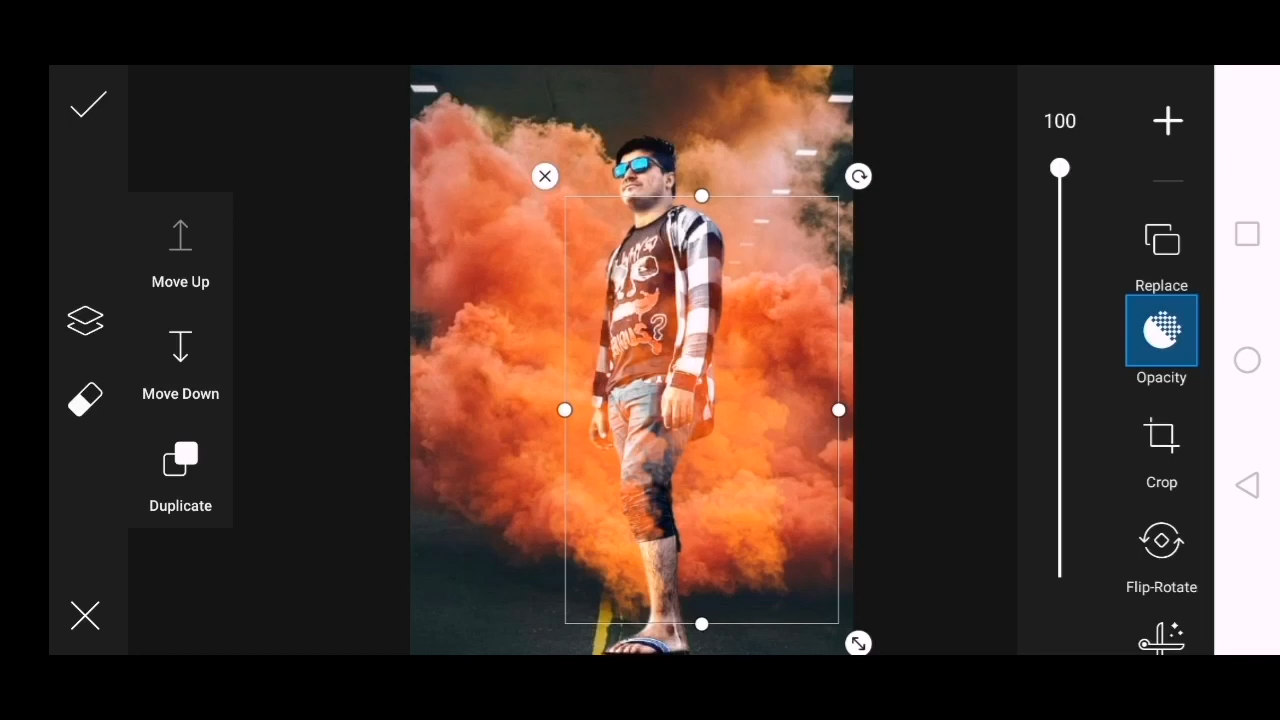 100
Move Up
Move Down
Duplicate
Replace
Opacity
Crop
Flip-Rotate
?